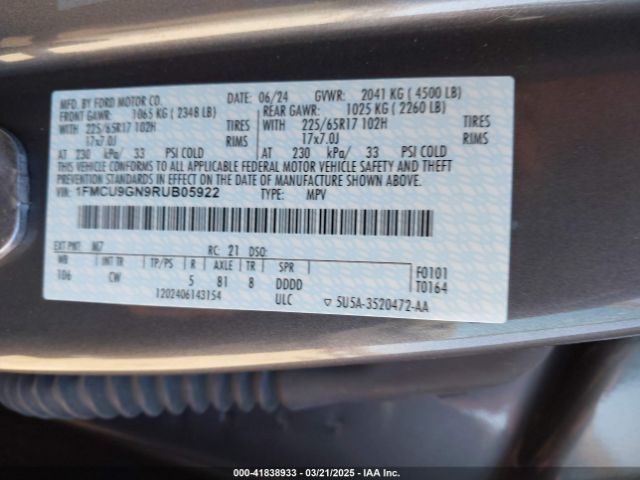 MFD. BY FORD MOTOR CO. DATE: 06/24 GVWR: 2041 KG ( 4500 LB)
FRONT GAWR: 1065 KG ( 2348 LB) REAR GAWR: 1025 KG ( 2260 LB)
WITH 225/65R17 102H TIRES WITH 225/65R17 102H TIRES
17x7.0J RIMS 17x7.0J RIMS
AT 230 kPa/ 33 PSI COLD AT 230 kPa/ 33 PSI COLD
THIS VEHICLE CONFORMS TO ALL APPLICABLE FEDERAL MOTOR VEHICLE SAFETY AND THEFT
PREVENTION STANDARDS IN EFFECT ON THE DATE OF MANUFACTURE SHOWN ABOVE.
VIN: 1FMCU9GN9RUB05922 TYPE: MPV
EXT PNT: M7 RC: 21 DSO:
WB INT TR TP/PS R AXLE TR SPR F0101
106 CW 5 81 8 DDDD T0164
1202406143154 ULC ▽ 5U5A-3520472-AA
000-41838933 — 03/21/2025 — IAA Inc.